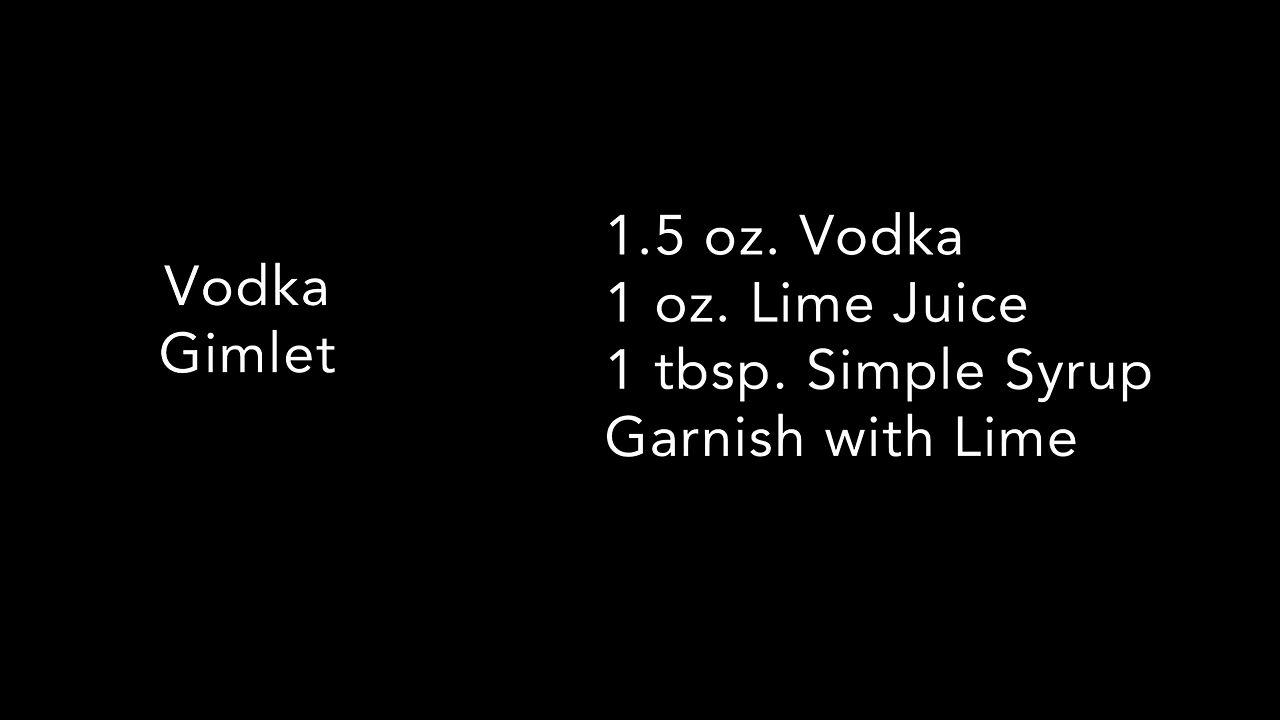 Vodka
Gimlet
1.5 oz. Vodka
1 oz. Lime Juice
1 tbsp. Simple Syrup
Garnish with Lime